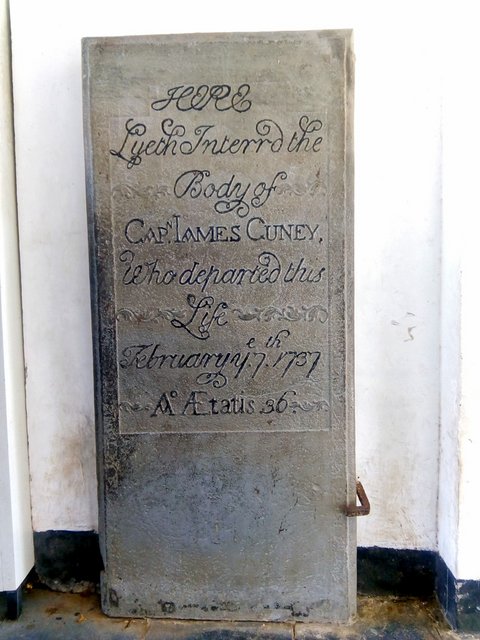 HERE
Lyeth Interr'd the
Body of
CAPᵗ. IAMES CUNEY,
Who departed this
Life
February yᵉ. 7ᵗʰ. 1737
Aº. Ætatis 36